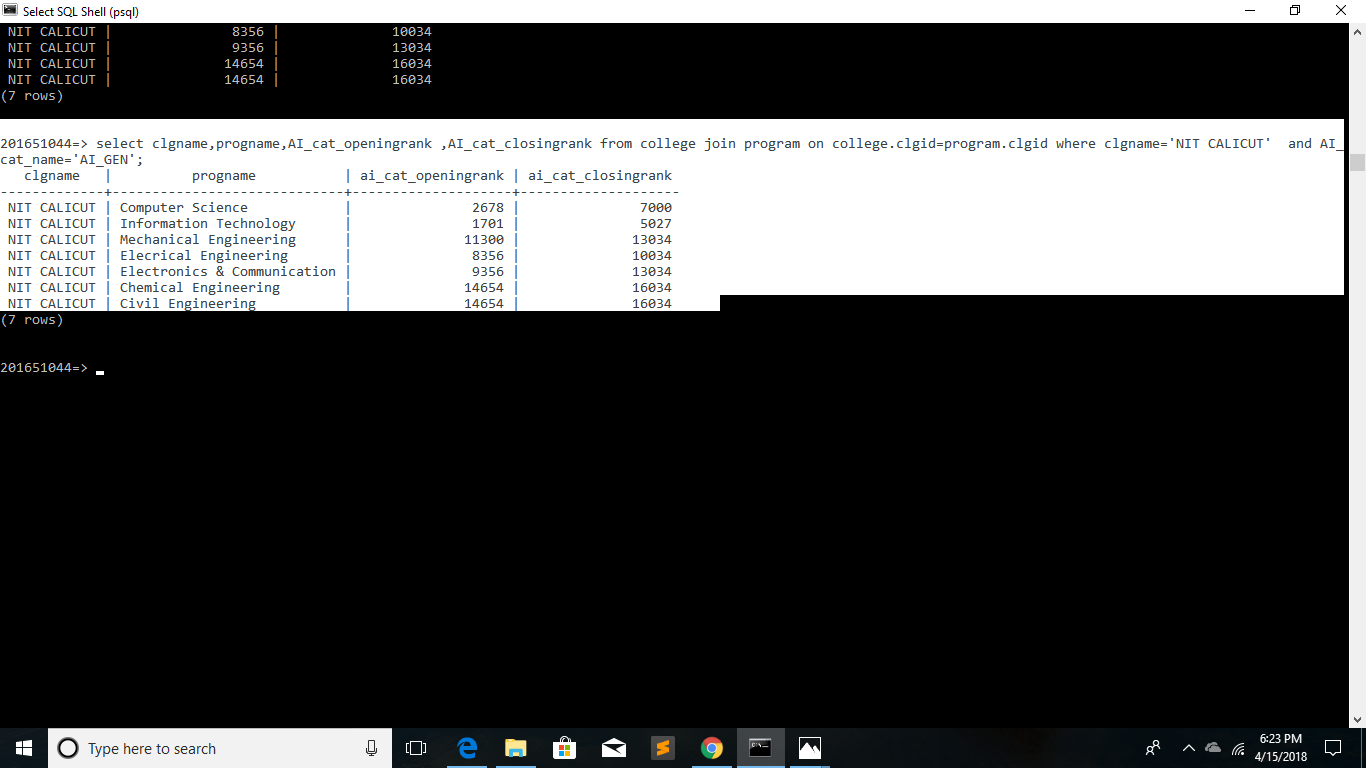 Select SQL Shell (psql)
NIT CALICUT |               8356 |              10034
NIT CALICUT |               9356 |              13034
NIT CALICUT |              14654 |              16034
NIT CALICUT |              14654 |              16034
(7 rows)
201651044=> select clgname,progname,AI_cat_openingrank ,AI_cat_closingrank from college join program on college.clgid=program.clgid where clgname='NIT CALICUT'  and AI_
cat_name='AI_GEN';
   clgname   |          progname           | ai_cat_openingrank | ai_cat_closingrank
-------------+-----------------------------+--------------------+--------------------
 NIT CALICUT | Computer Science            |               2678 |               7000
 NIT CALICUT | Information Technology      |               1701 |               5027
 NIT CALICUT | Mechanical Engineering      |              11300 |              13034
 NIT CALICUT | Elecrical Engineering       |               8356 |              10034
 NIT CALICUT | Electronics & Communication |               9356 |              13034
 NIT CALICUT | Chemical Engineering        |              14654 |              16034
 NIT CALICUT | Civil Engineering           |              14654 |              16034
(7 rows)
201651044=>
Type here to search
6:23 PM
4/15/2018